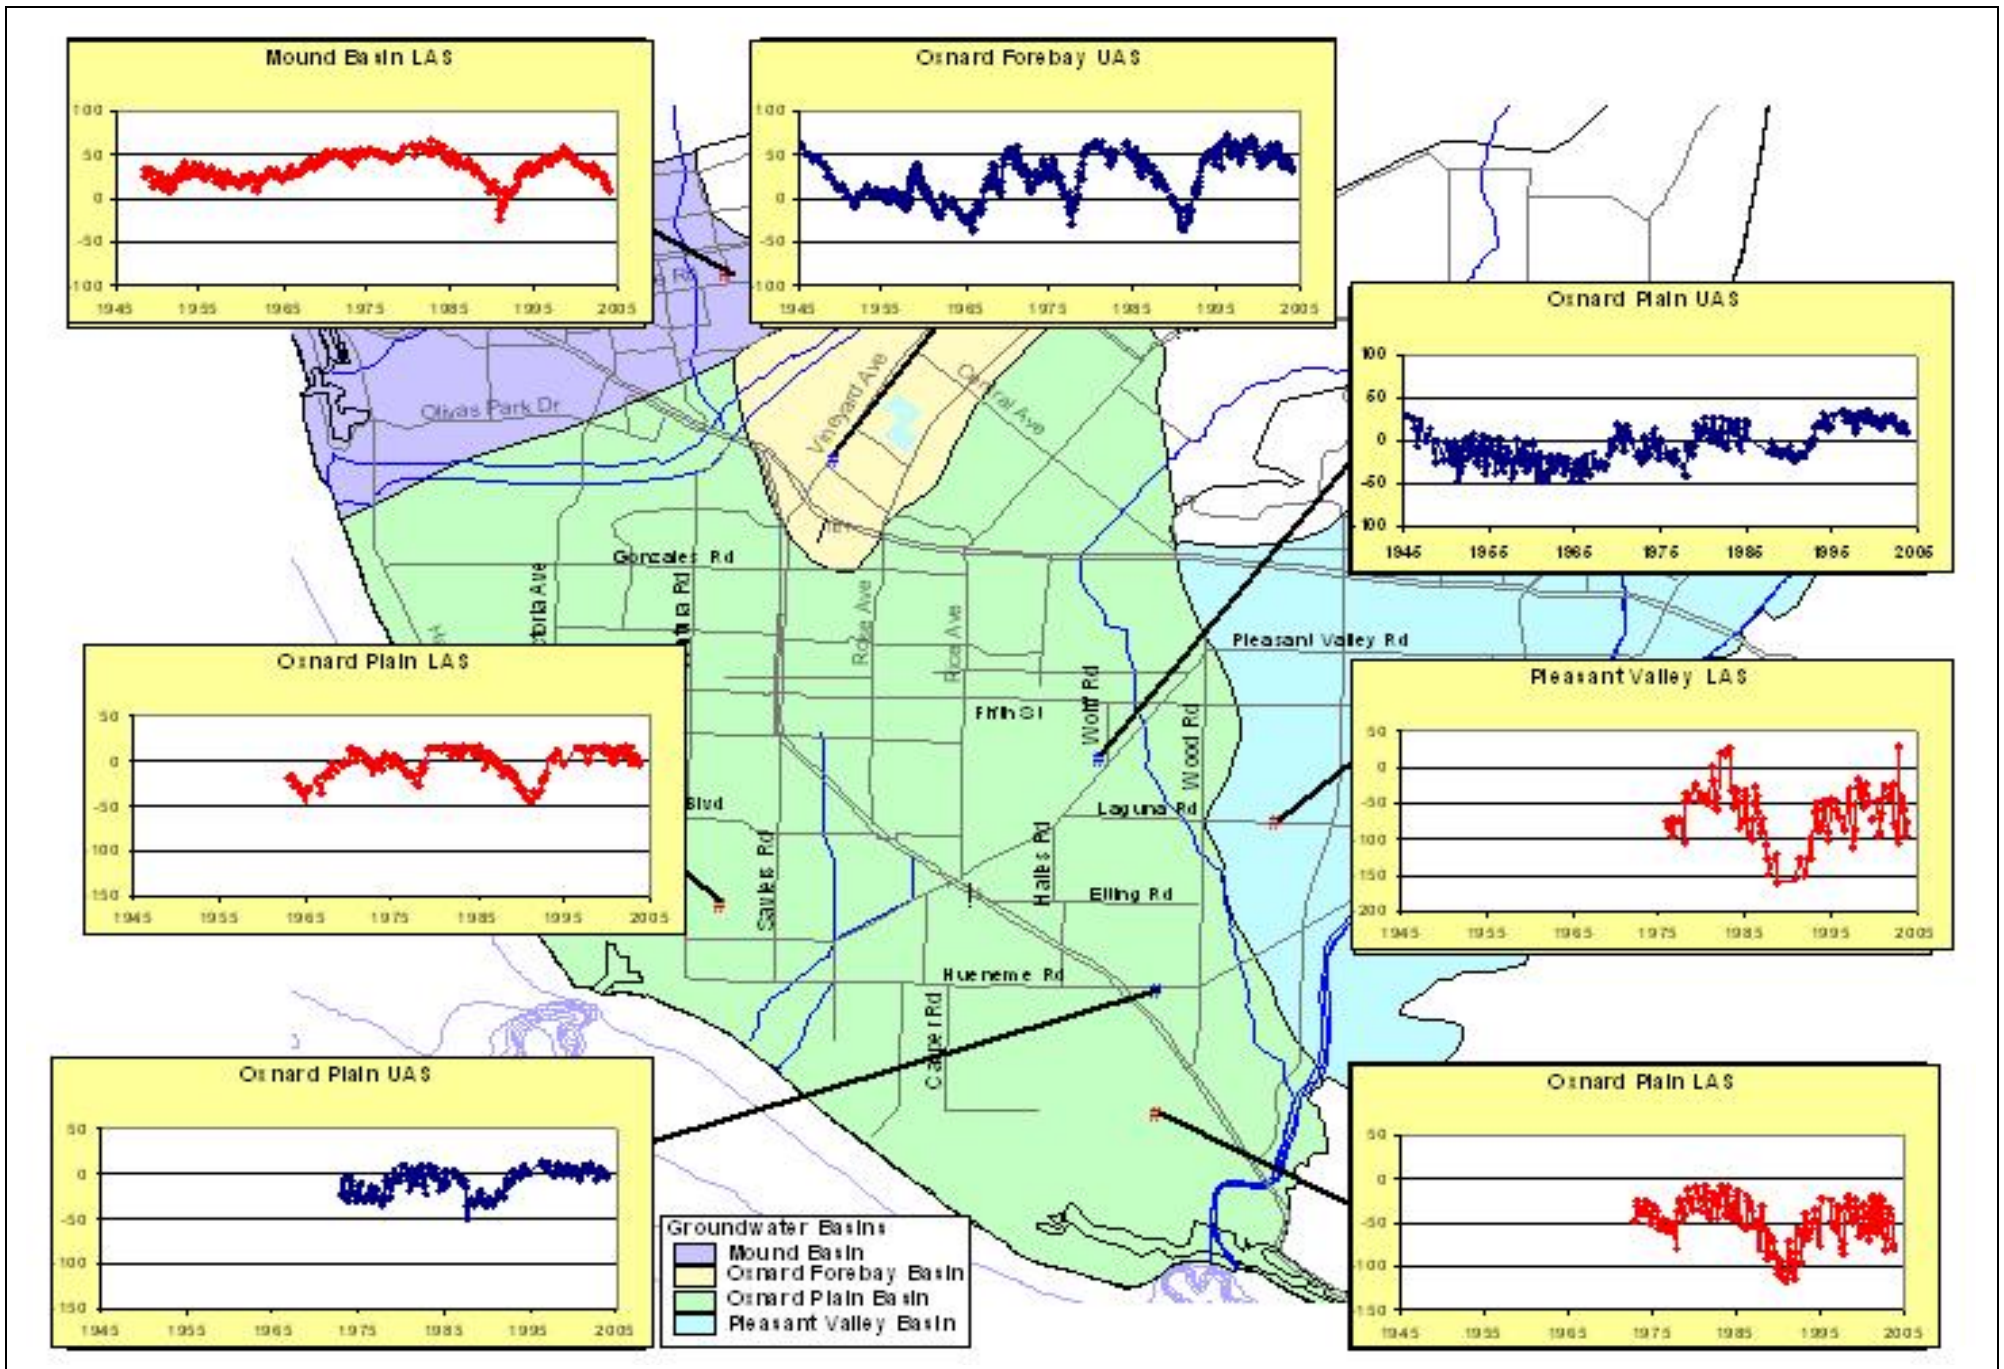 Mound Basin LAS
100
50
0
-50
-100
1945 1955 1965 1975 1985 1995 2005
Oxnard Forebay UAS
100
50
0
-50
-100
1945 1955 1965 1975 1985 1995 2005
Oxnard Plain UAS
100
50
0
-50
100
1945 1955 1965 1975 1985 1995 2005
Olivas Park Dr
Vineyard Ave
Central Ave
Gonzales Rd
Rose Ave
Rice Ave
Pleasant Valley Rd
Fifth St
Wolff Rd
Wood Rd
Oxnard Plain LAS
50
0
-50
-100
-150
1945 1955 1965 1975 1985 1995 2005
Pleasant Valley LAS
50
0
-50
-100
-150
200
1945 1955 1965 1975 1985 1995 2005
Blvd
Laguna Rd
Savies Rd
Hailes Rd
Etting Rd
Hueneme Rd
Casper Rd
Oxnard Plain UAS
50
0
-50
-100
-150
1945 1955 1965 1975 1985 1995 2005
Oxnard Plain LAS
50
0
-50
-100
-150
1945 1955 1965 1975 1985 1995 2005
Groundwater Basins
Mound Basin
Oxnard Forebay Basin
Oxnard Plain Basin
Pleasant Valley Basin